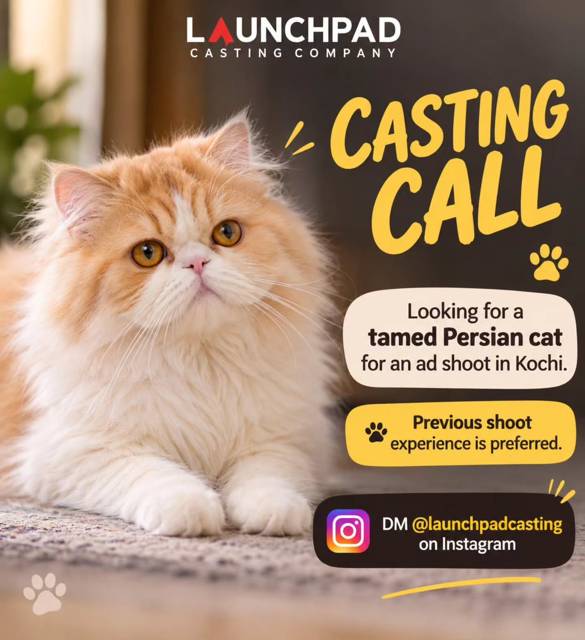 LAUNCHPAD
CASTING COMPANY
CASTING
CALL
Looking for a
tamed Persian cat
for an ad shoot in Kochi.
Previous shoot
experience is preferred.
DM @launchpadcasting
on Instagram